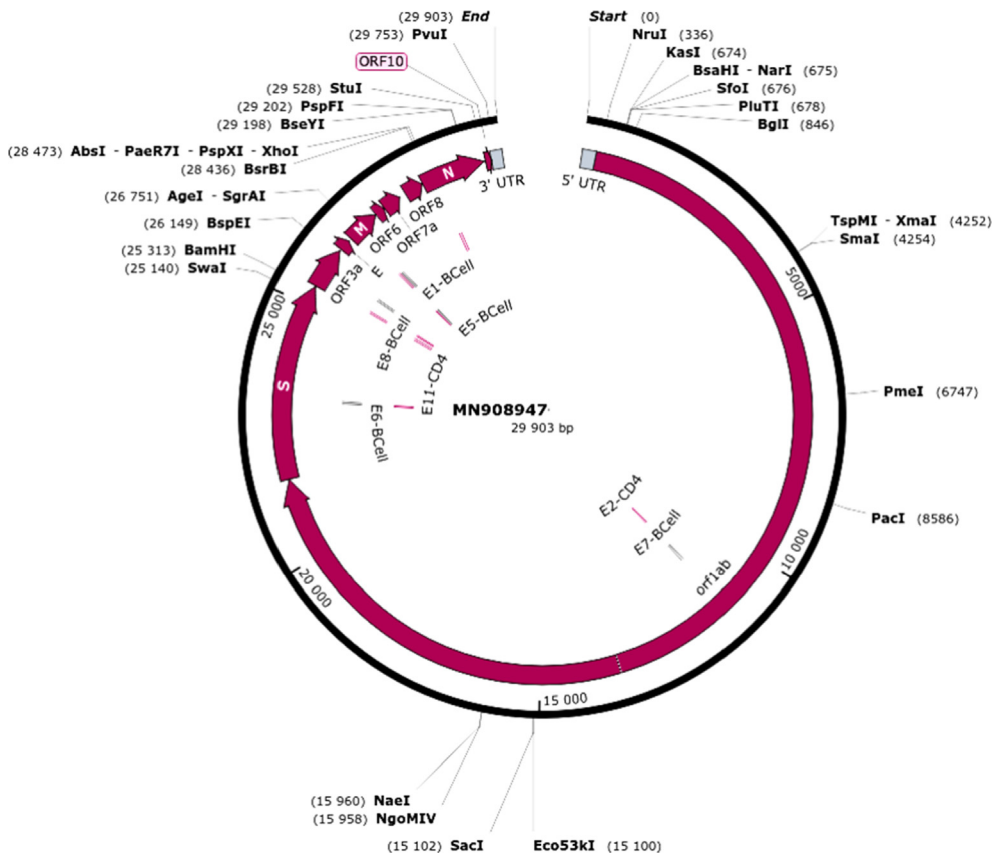 (29 903) End
Start (0)
(29 753) PvuI
NruI (336)
ORF10
KasI (674)
BsaHI - NarI (675)
(29 528) StuI
SfoI (676)
(29 202) PspFI
PluTI (678)
(29 198) BseYI
BglI (846)
(28 473) AbsI - PaeR7I - PspXI - XhoI
(28 436) BsrBI
N
3' UTR
5' UTR
(26 751) AgeI - SgrAI
ORF8
(26 149) BspEI
M
ORF6
ORF7a
TspMI - XmaI (4252)
SmaI (4254)
(25 313) BamHI
(25 140) SwaI
ORF3a
E
E1-BCell
5000
25 000
E5-BCell
E8-BCell
E11-CD4
S
PmeI (6747)
MN908947
29 903 bp
E6-BCell
E2-CD4
PacI (8586)
E7-BCell
10 000
orf1ab
20 000
15 000
(15 960) NaeI
(15 958) NgoMIV
(15 102) SacI
Eco53kI (15 100)